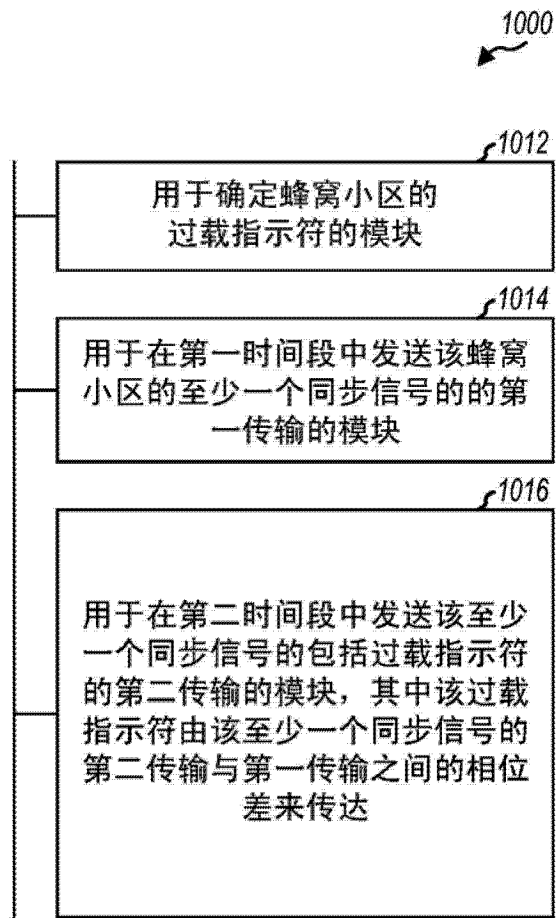 1000
1012
用于确定蜂窝小区的
过载指示符的模块
1014
用于在第一时间段中发送该蜂窝
小区的至少一个同步信号的的第
一传输的模块
1016
用于在第二时间段中发送该至少
一个同步信号的包括过载指示符
的第二传输的模块，其中该过载
指示符由该至少一个同步信号的
第二传输与第一传输之间的相位
差来传达